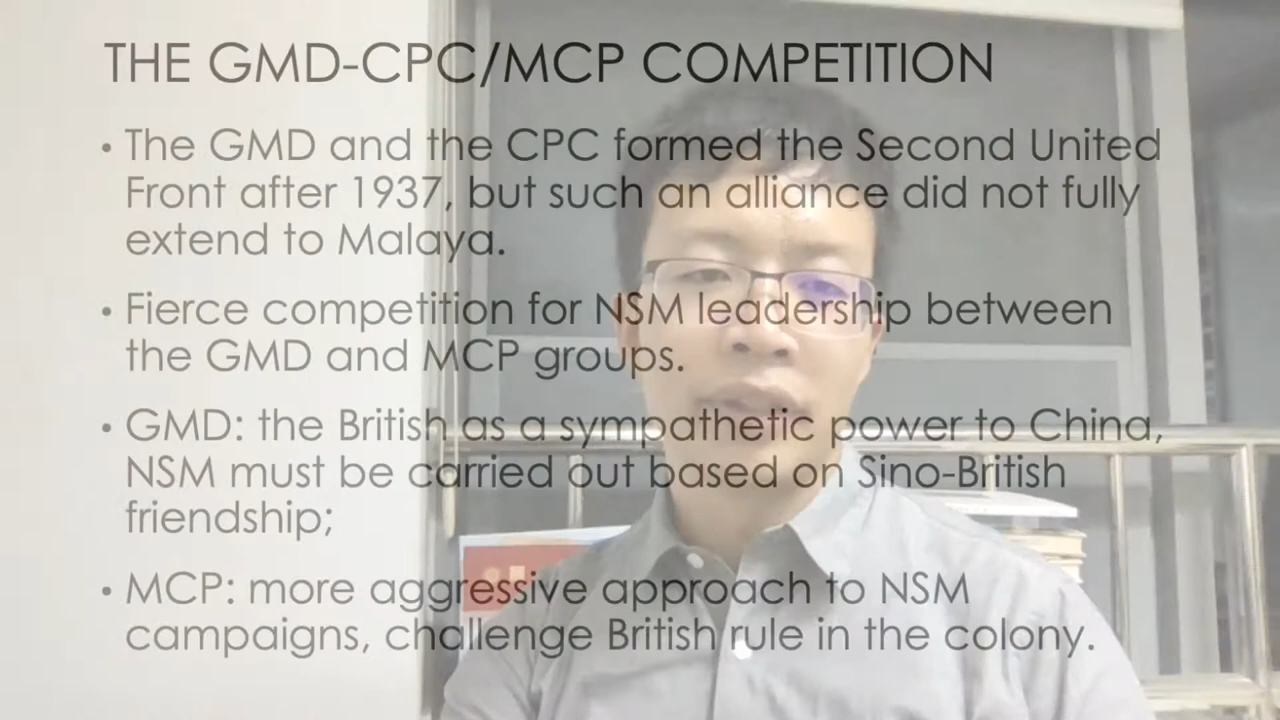 THE GMD-CPC/MCP COMPETITION
• The GMD and the CPC formed the Second United
Front after 1937, but such an alliance did not fully
extend to Malaya.
• Fierce competition for NSM leadership between
the GMD and MCP groups.
• GMD: the British as a sympathetic power to China,
NSM must be carried out based on Sino-British
friendship;
• MCP: more aggressive approach to NSM
campaigns, challenge British rule in the colony.